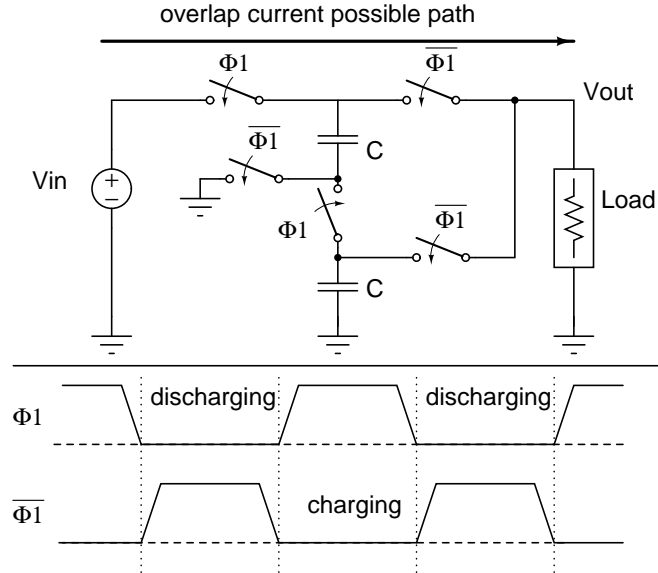 overlap current possible path
Φ1
Φ1̅
Vout
Φ1̅
C
Vin
+
−
Load
Φ1
Φ1̅
C
discharging
discharging
Φ1
charging
Φ1̅